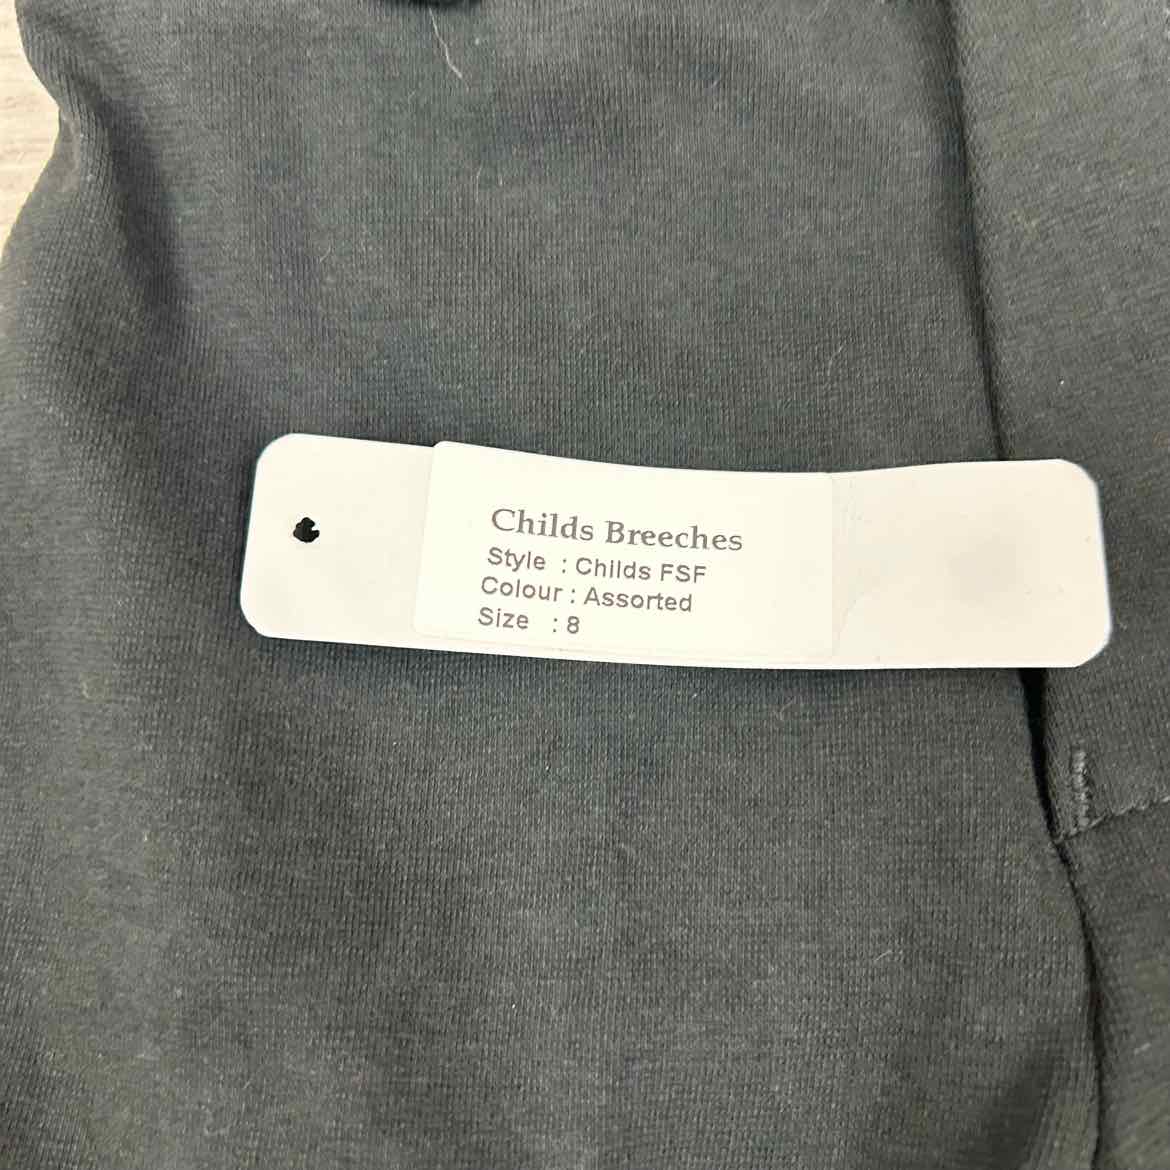 Childs Breeches
Style : Childs FSF
Colour : Assorted
Size : 8